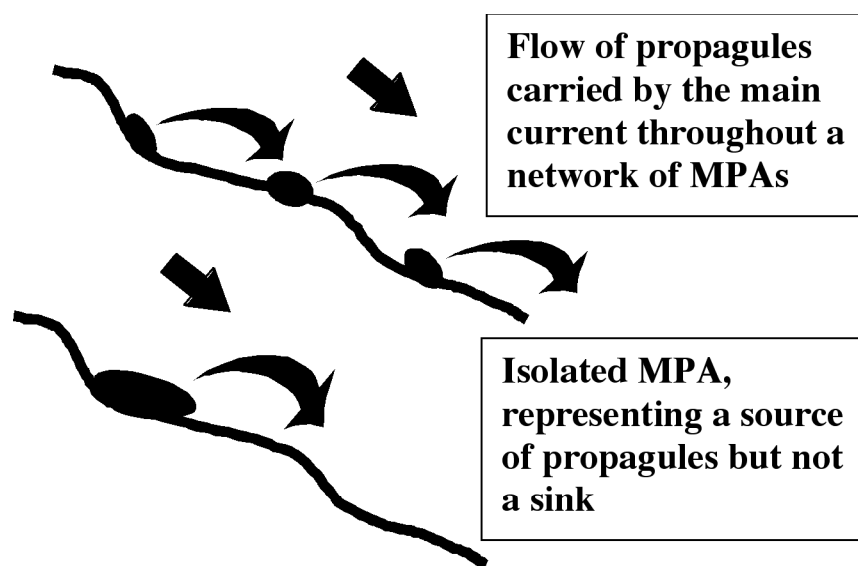 Flow of propagules
carried by the main
current throughout a
network of MPAs
Isolated MPA,
representing a source
of propagules but not
a sink